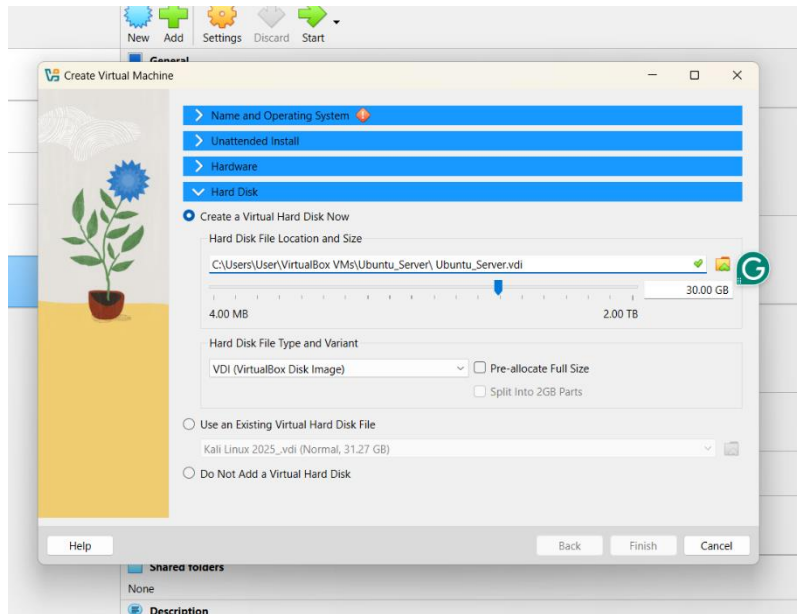 New Add Settings Discard Start
General
Create Virtual Machine
Name and Operating System
Unattended Install
Hardware
Hard Disk
Create a Virtual Hard Disk Now
Hard Disk File Location and Size
C:\Users\User\VirtualBox VMs\Ubuntu_Server\ Ubuntu_Server.vdi
30.00 GB
4.00 MB 2.00 TB
Hard Disk File Type and Variant
VDI (VirtualBox Disk Image) Pre-allocate Full Size
Split Into 2GB Parts
Use an Existing Virtual Hard Disk File
Kali Linux 2025_.vdi (Normal, 31.27 GB)
Do Not Add a Virtual Hard Disk
Help Back Finish Cancel
Shared folders
None
Description